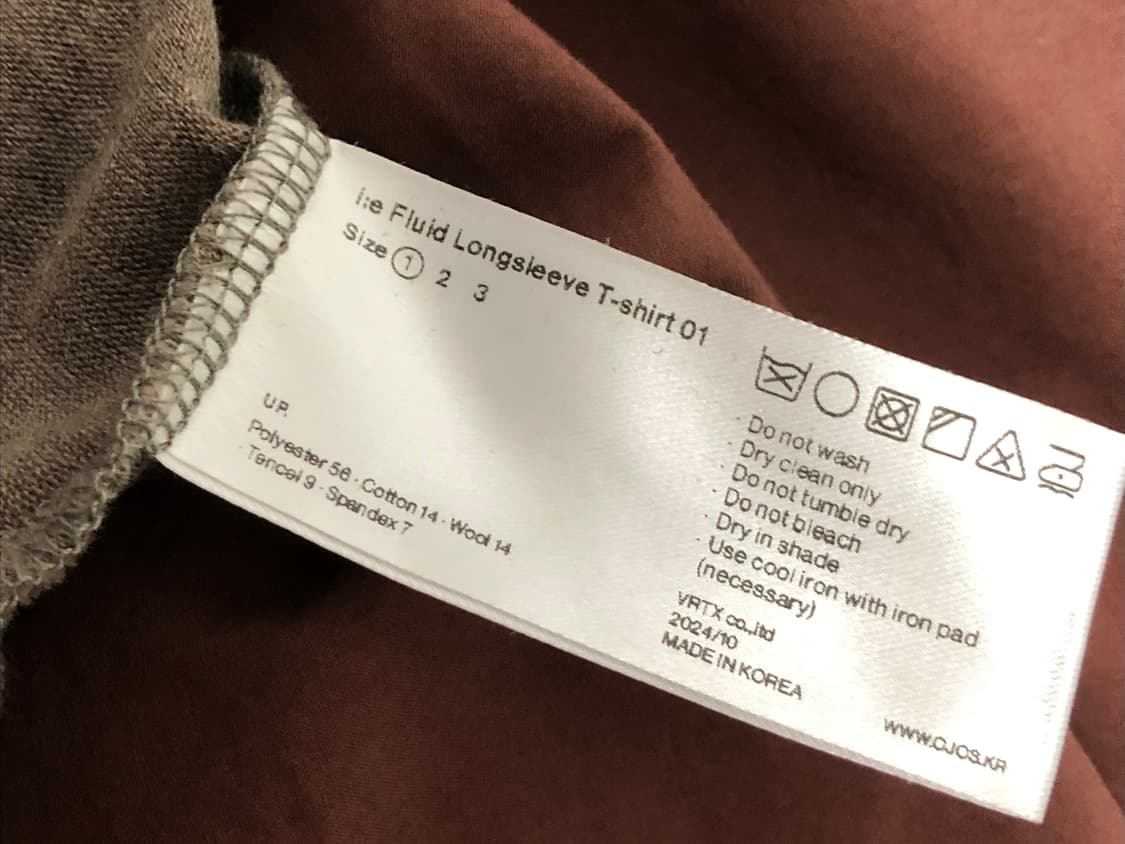 i:e Fluid Longsleeve T-shirt 01
Size 1 2 3
UP.
Polyester 56 · Cotton 14 · Wool 14
· Tencel 9 · Spandex 7
· Do not wash
· Dry clean only
· Do not tumble dry
· Do not bleach
· Dry in shade
· Use cool iron with iron pad
(necessary)
VRTX co.,ltd
2024/10
MADE IN KOREA
WWW.OJOS.KR